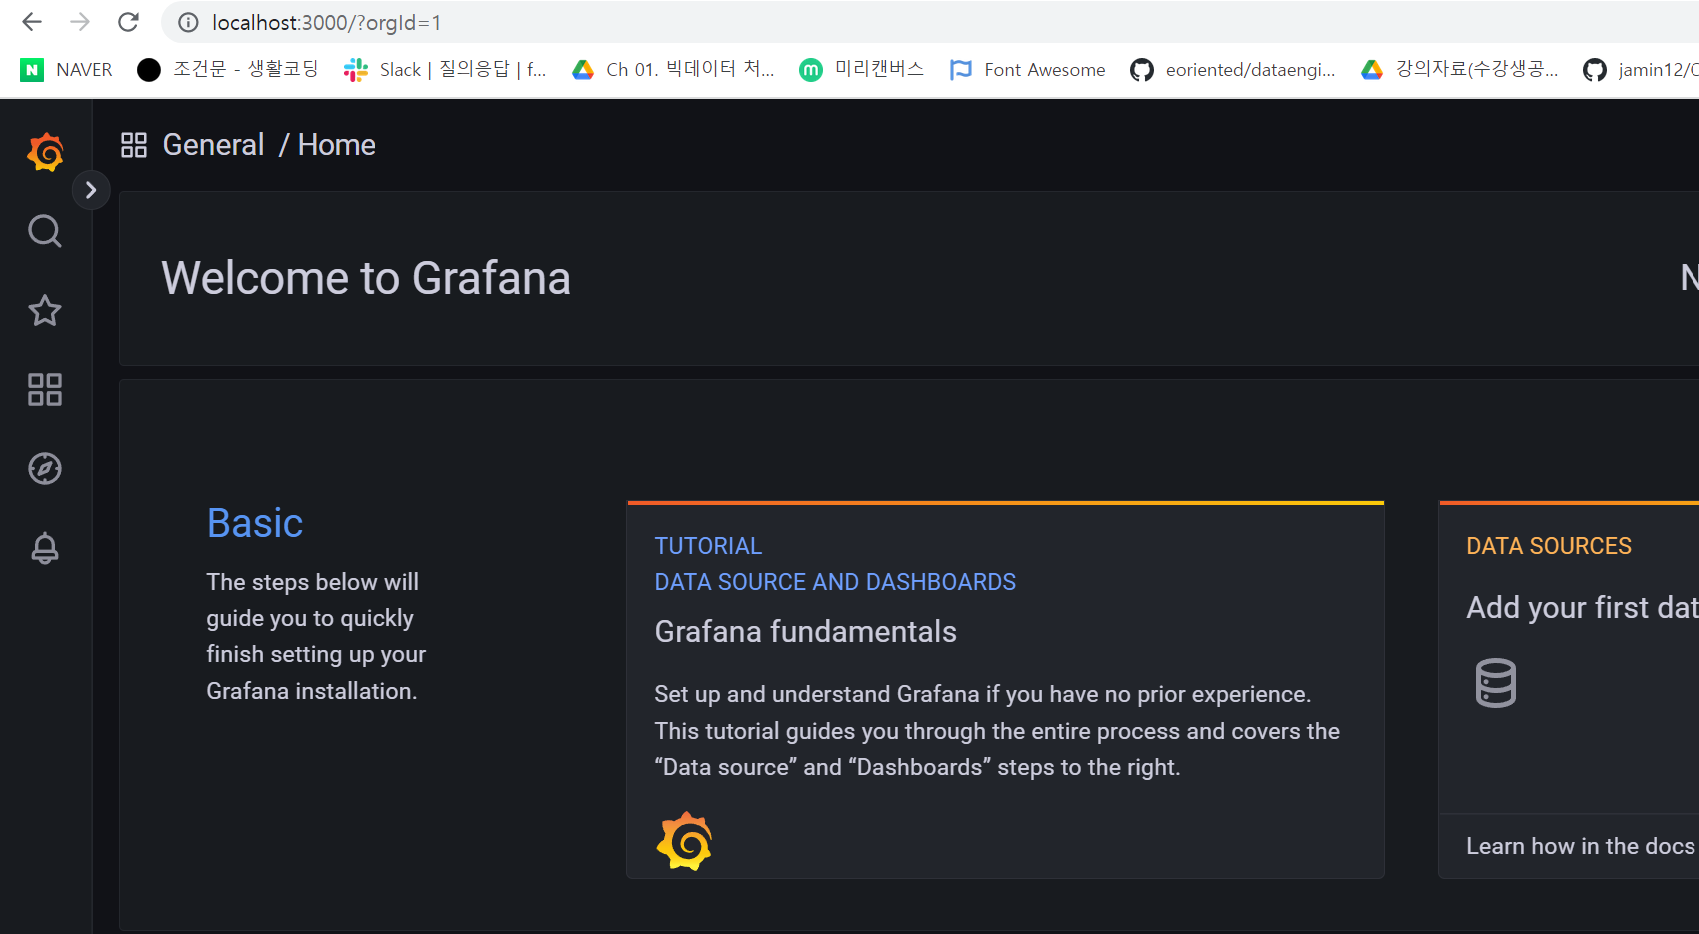 localhost:3000/?orgId=1
NAVER 조건문 - 생활코딩 Slack | 질의응답 | f... Ch 01. 빅데이터 처... 미리캔버스 Font Awesome eoriented/dataengi... 강의자료(수강생공... jamin12/
General / Home
Welcome to Grafana
Basic
The steps below will
guide you to quickly
finish setting up your
Grafana installation.
TUTORIAL
DATA SOURCE AND DASHBOARDS
Grafana fundamentals
Set up and understand Grafana if you have no prior experience.
This tutorial guides you through the entire process and covers the
“Data source” and “Dashboards” steps to the right.
DATA SOURCES
Add your first dat
Learn how in the docs